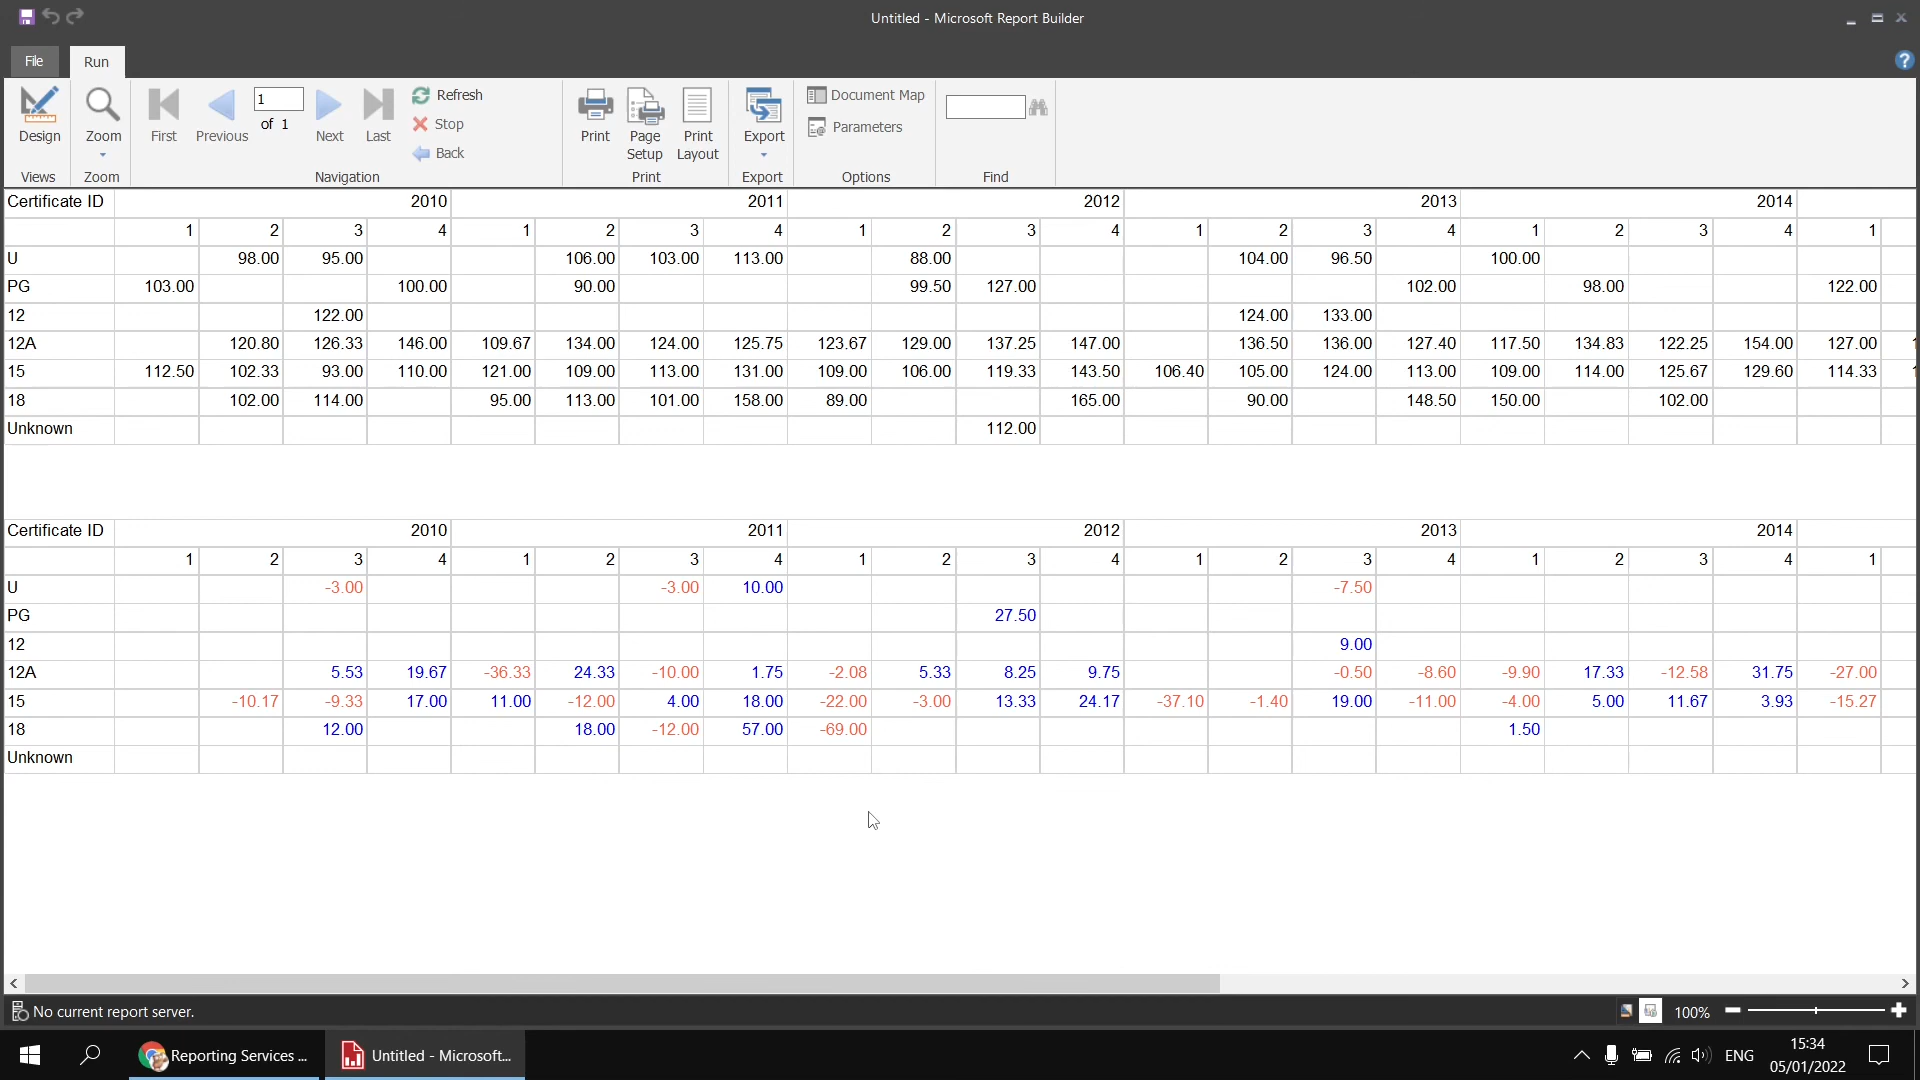 Untitled - Microsoft Report Builder
File Run
1
of 1
Refresh
Stop
Back
Design Zoom First Previous Next Last
Print Page Setup Print Layout Export
Document Map
Parameters
Views Zoom Navigation Print Export Options Find
Certificate ID 2010 2011 2012 2013 2014
1 2 3 4 1 2 3 4 1 2 3 4 1 2 3 4 1 2 3 4 1
U 98.00 95.00 106.00 103.00 113.00 88.00 104.00 96.50 100.00
PG 103.00 100.00 90.00 99.50 127.00 102.00 98.00 122.00
12 122.00 124.00 133.00
12A 120.80 126.33 146.00 109.67 134.00 124.00 125.75 123.67 129.00 137.25 147.00 136.50 136.00 127.40 117.50 134.83 122.25 154.00 127.00
15 112.50 102.33 93.00 110.00 121.00 109.00 113.00 131.00 109.00 106.00 119.33 143.50 106.40 105.00 124.00 113.00 109.00 114.00 125.67 129.60 114.33
18 102.00 114.00 95.00 113.00 101.00 158.00 89.00 165.00 90.00 148.50 150.00 102.00
Unknown 112.00
Certificate ID 2010 2011 2012 2013 2014
1 2 3 4 1 2 3 4 1 2 3 4 1 2 3 4 1 2 3 4 1
U -3.00 -3.00 10.00 -7.50
PG 27.50
12 9.00
12A 5.53 19.67 -36.33 24.33 -10.00 1.75 -2.08 5.33 8.25 9.75 -0.50 -8.60 -9.90 17.33 -12.58 31.75 -27.00
15 -10.17 -9.33 17.00 11.00 -12.00 4.00 18.00 -22.00 -3.00 13.33 24.17 -37.10 -1.40 19.00 -11.00 -4.00 5.00 11.67 3.93 -15.27
18 12.00 18.00 -12.00 57.00 -69.00 1.50
Unknown
No current report server. 100%
Reporting Services ... Untitled - Microsoft... ENG
15:34
05/01/2022